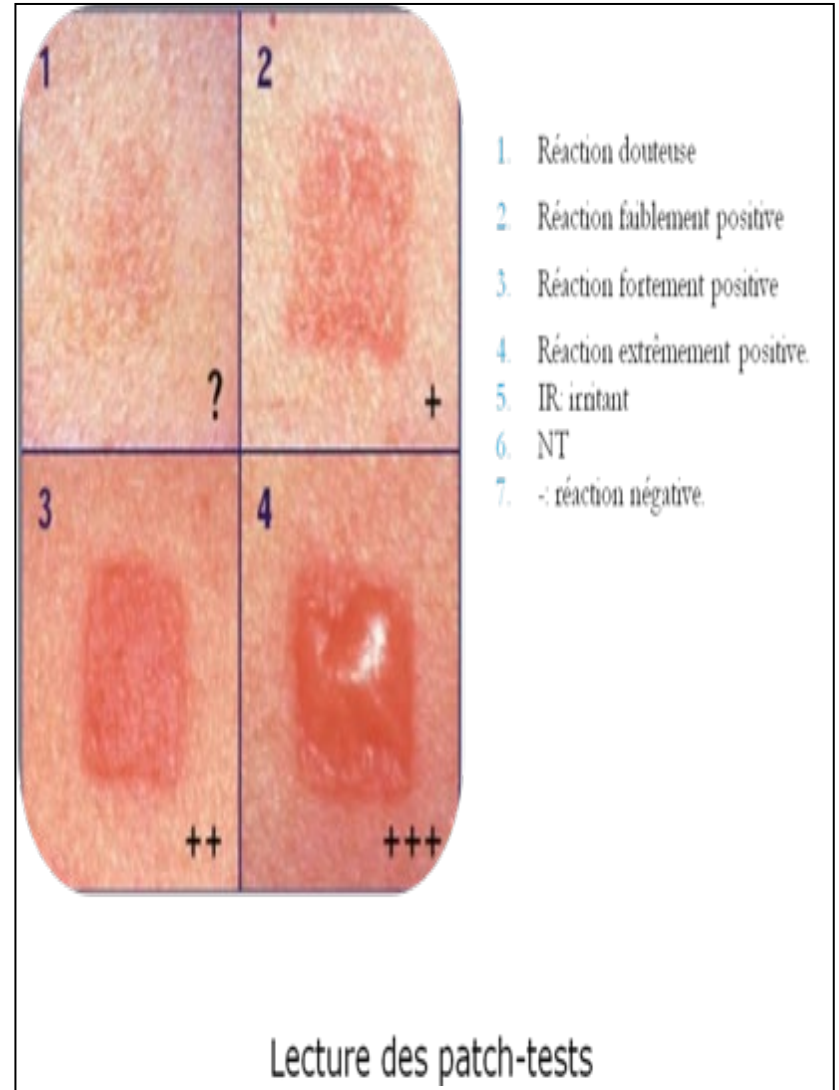 1
2
?
+
3
4
++
+++
1. Réaction douteuse
2. Réaction faiblement positive
3. Réaction fortement positive
4. Réaction extrêmement positive.
5. IR: irritant
6. NT
7. -: réaction négative.
Lecture des patch-tests